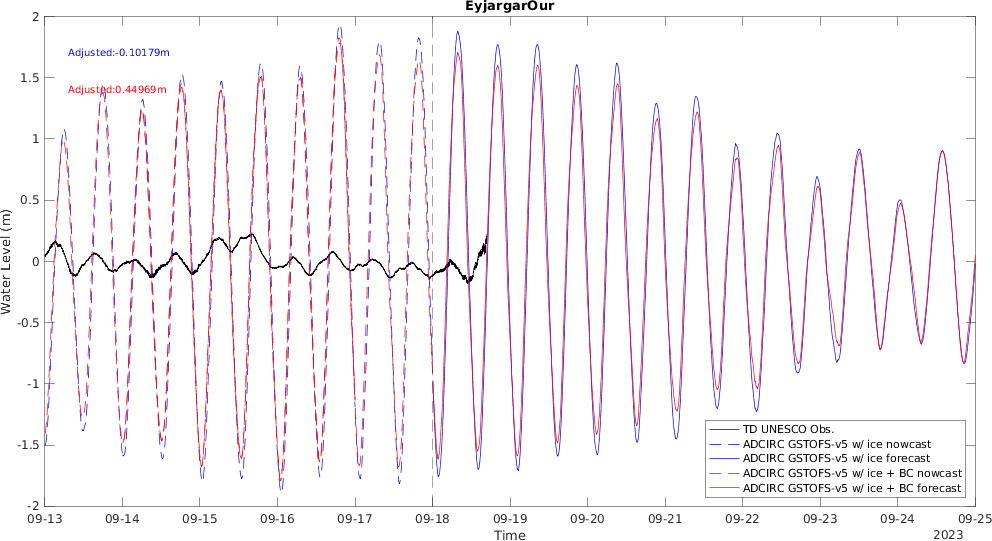 EyjargarOur
Adjusted:-0.10179m
Adjusted:0.44969m
Water Level (m)
2
1.5
1
0.5
0
-0.5
-1
-1.5
-2
TD UNESCO Obs.
ADCIRC GSTOFS-v5 w/ ice nowcast
ADCIRC GSTOFS-v5 w/ ice forecast
ADCIRC GSTOFS-v5 w/ ice + BC nowcast
ADCIRC GSTOFS-v5 w/ ice + BC forecast
09-13 09-14 09-15 09-16 09-17 09-18 09-19 09-20 09-21 09-22 09-23 09-24 09-25
Time
2023